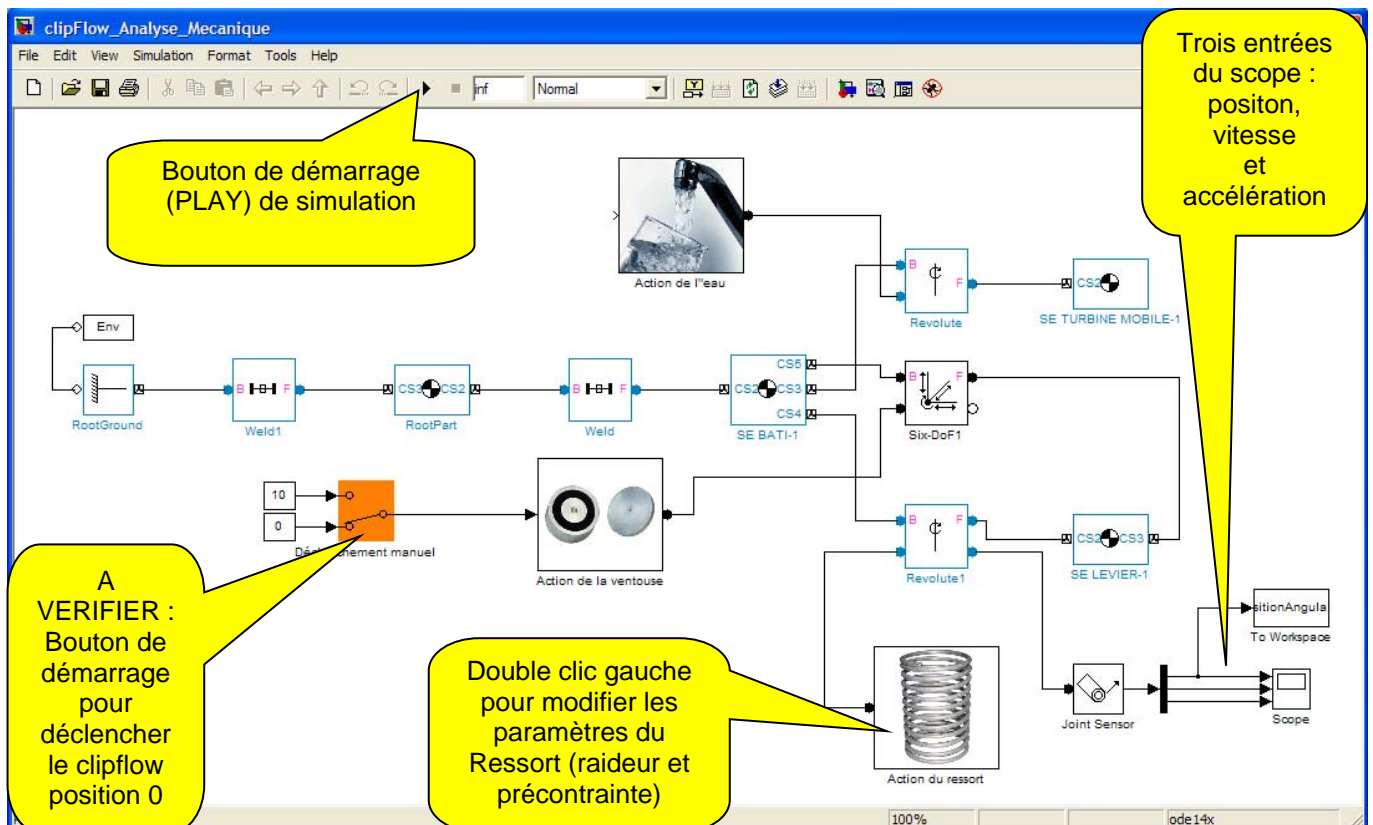 clipFlow_Analyse_Mecanique
File Edit View Simulation Format Tools Help
inf
Normal
Bouton de démarrage
(PLAY) de simulation
Trois entrées
du scope :
positon,
vitesse
et
accélération
Action de l''eau
B
F
Revolute
CS2
SE TURBINE MOBILE-1
Env
RootGround
B
F
Weld1
CS3
CS2
RootPart
B
F
Weld
CS5
CS2
CS3
CS4
SE BATI-1
B
F
Six-DoF1
10
0
Action de la ventouse
B
F
Revolute1
CS2
CS3
SE LEVIER-1
A
VERIFIER :
Bouton de
démarrage
pour
déclencher
le clipflow
position 0
Double clic gauche
pour modifier les
paramètres du
Ressort (raideur et
précontrainte)
Action du ressort
Joint Sensor
sitionAngula
To Workspace
Scope
100%
ode14x